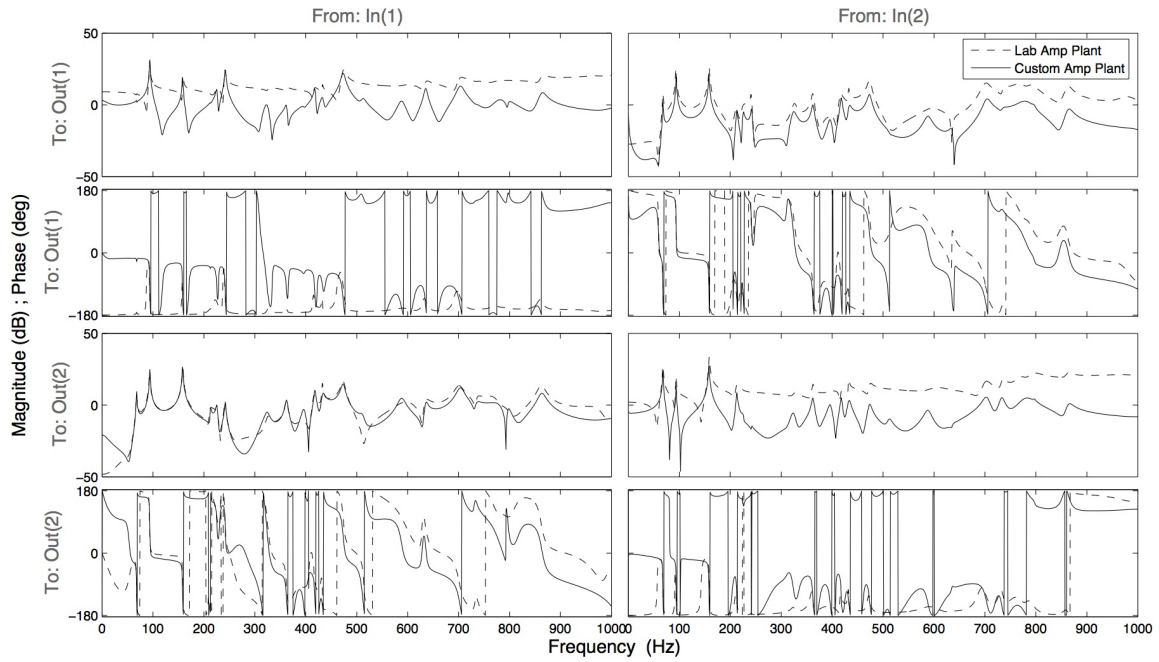 From: In(1)
From: In(2)
Lab Amp Plant
Custom Amp Plant
Magnitude (dB) ; Phase (deg)
To: Out(1)
50
0
−50
To: Out(1)
180
0
−180
To: Out(2)
50
0
−50
To: Out(2)
180
0
−180
0 100 200 300 400 500 600 700 800 900 1000
0 100 200 300 400 500 600 700 800 900 1000
Frequency (Hz)